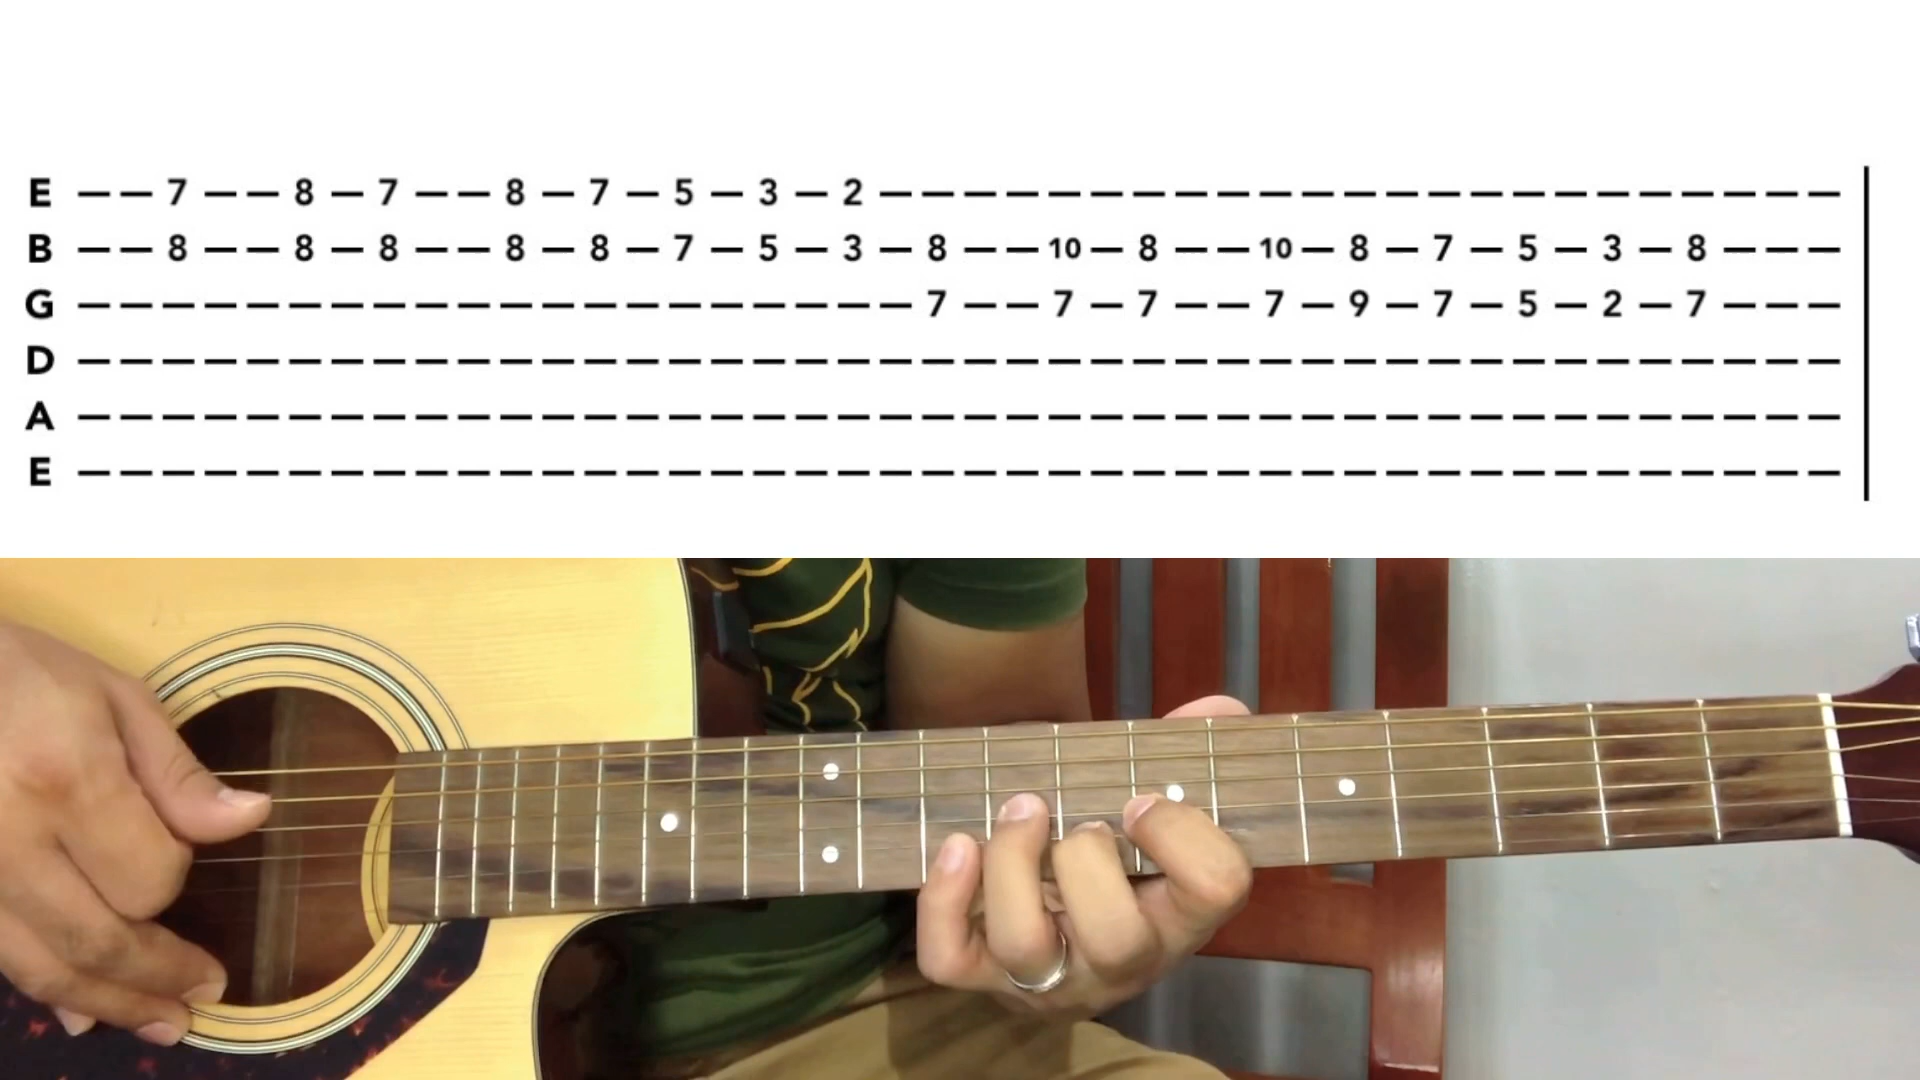 E — — 7 — — 8 — 7 — — 8 — 7 — 5 — 3 — 2 — — — — — — — — — — — — — — — — — — — — — — —
B — — 8 — — 8 — 8 — — 8 — 8 — 7 — 5 — 3 — 8 — — 10 — 8 — — 10 — 8 — 7 — 5 — 3 — 8 — — —
G — — — — — — — — — — — — — — — — — — — — 7 — — 7 — 7 — — 7 — 9 — 7 — 5 — 2 — 7 — — —
D — — — — — — — — — — — — — — — — — — — — — — — — — — — — — — — — — — — — — — — — — —
A — — — — — — — — — — — — — — — — — — — — — — — — — — — — — — — — — — — — — — — — — —
E — — — — — — — — — — — — — — — — — — — — — — — — — — — — — — — — — — — — — — — — — —